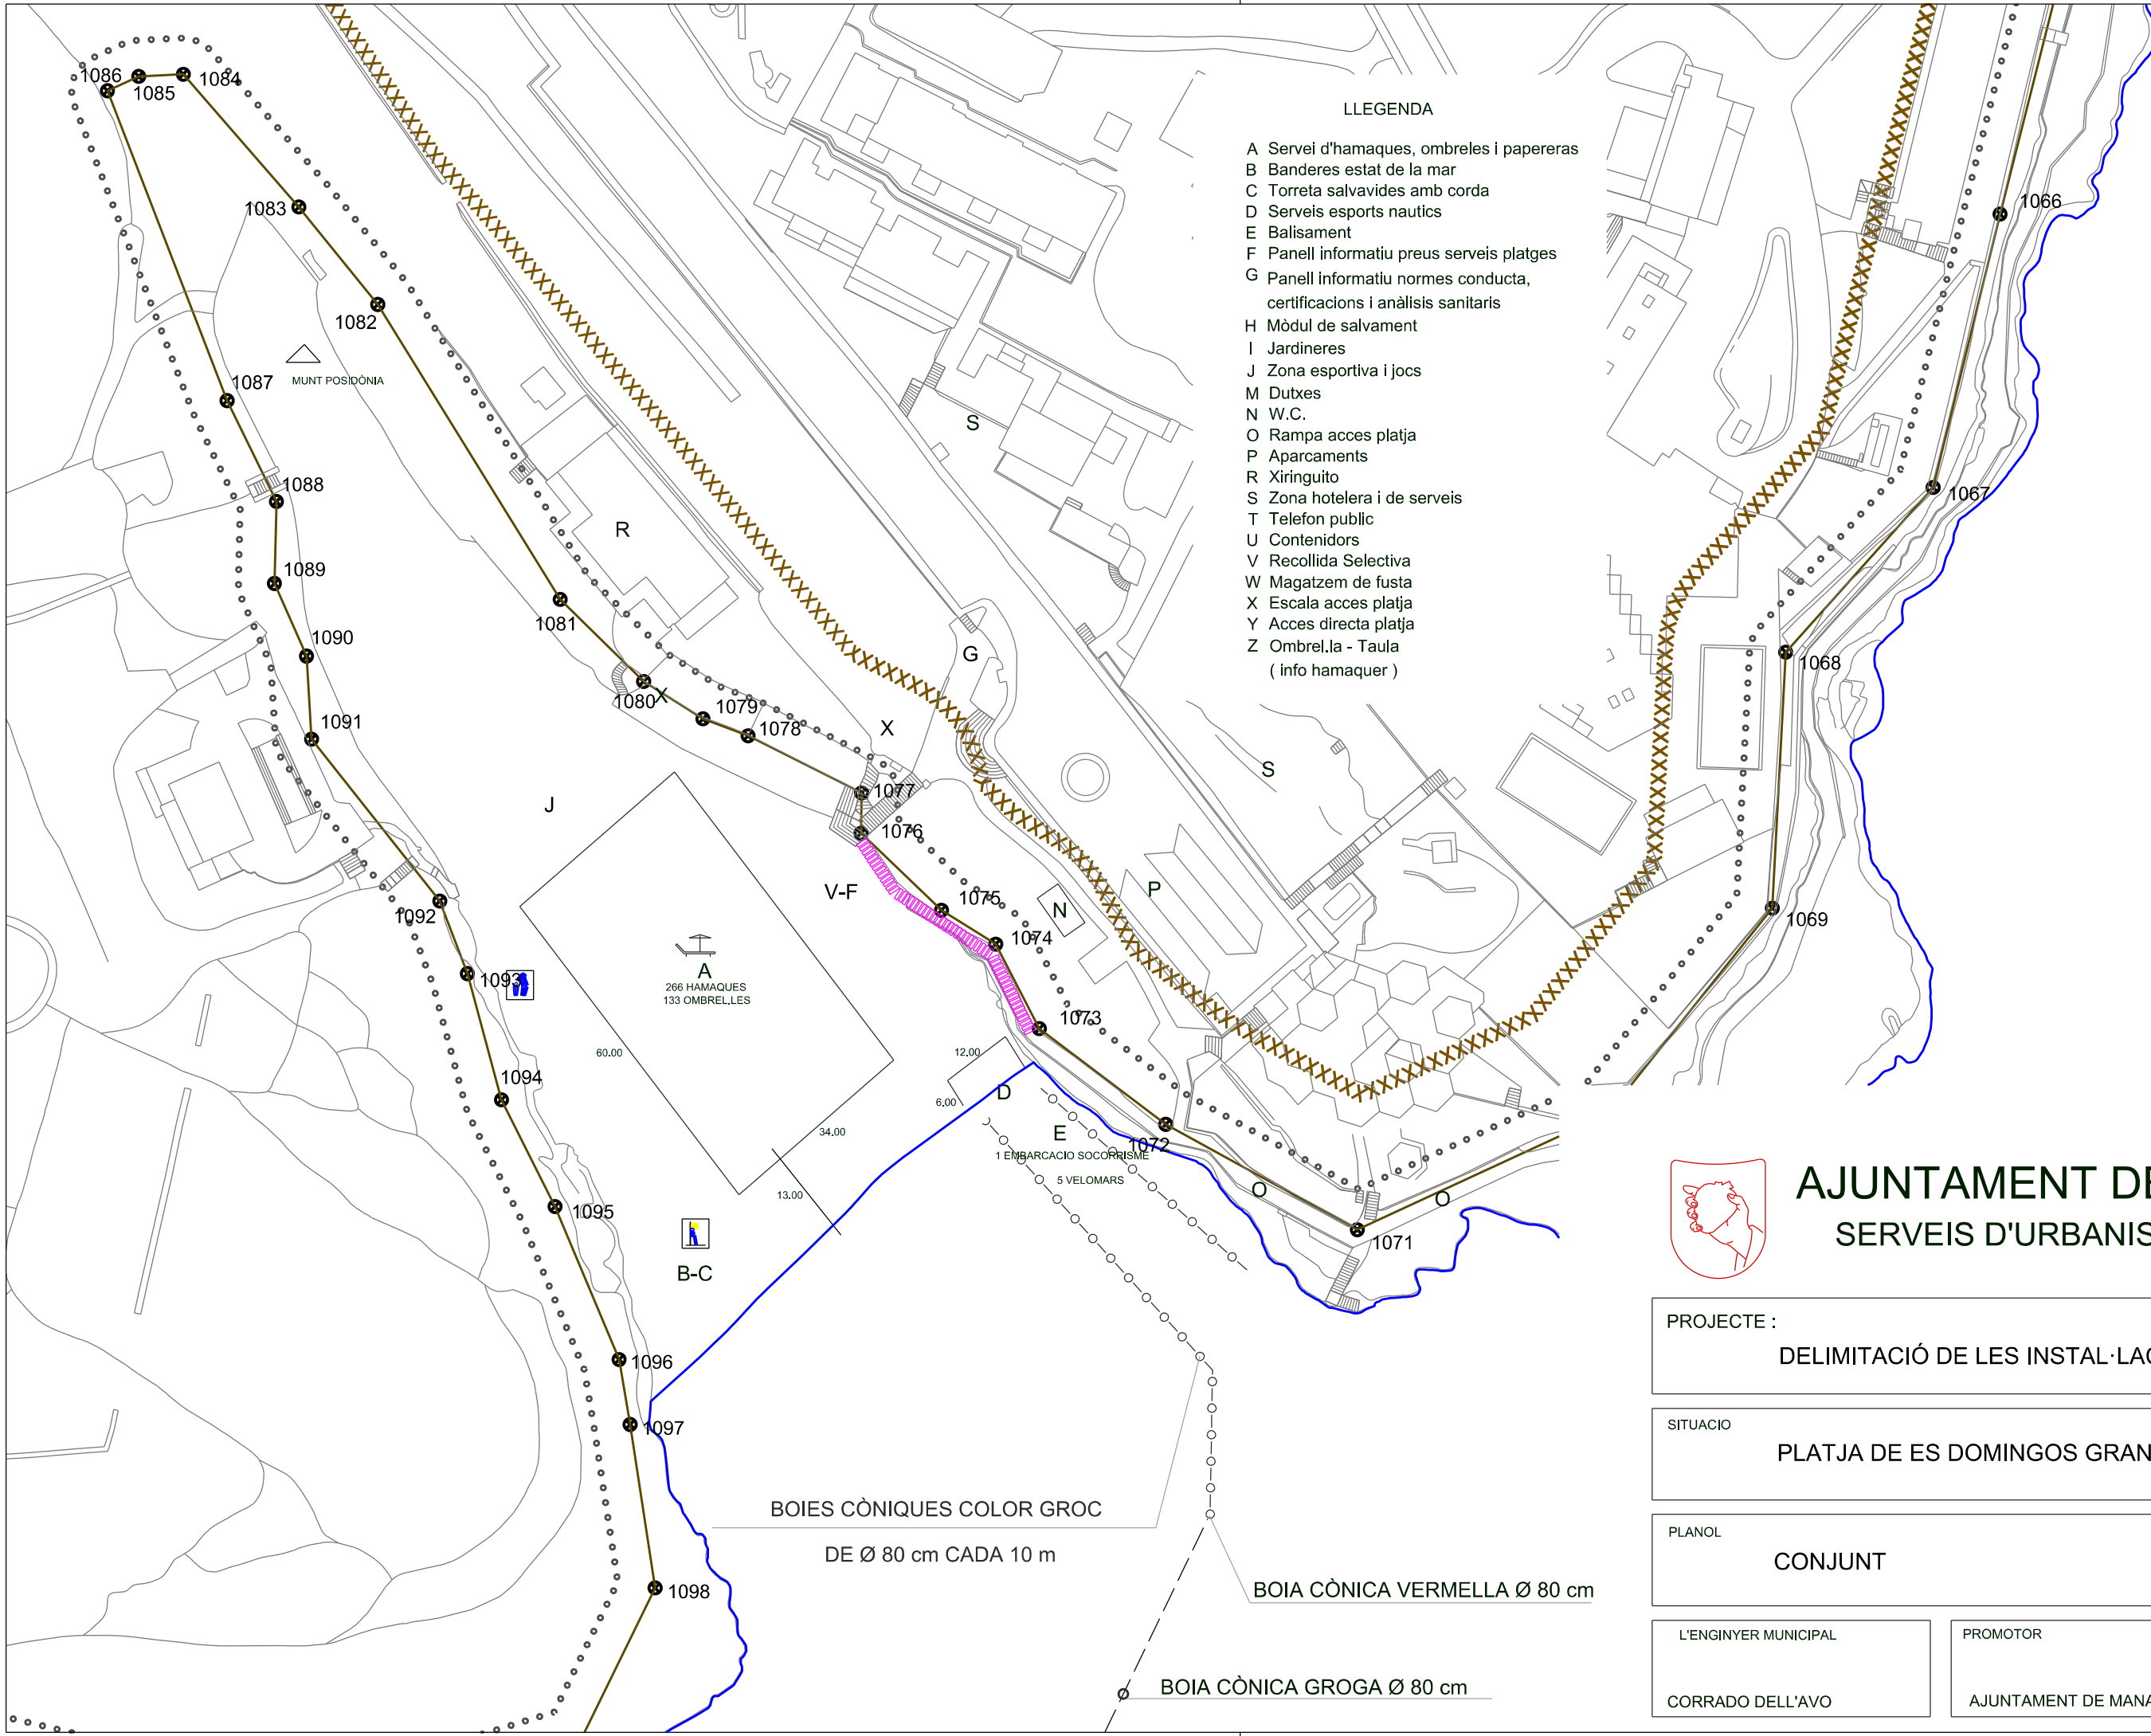 LLEGENDA
A Servei d'hamaques, ombreles i papereras
B Banderes estat de la mar
C Torreta salvavides amb corda
D Serveis esports nautics
E Balisament
F Panell informatiu preus serveis platges
G Panell informatiu normes conducta,
certificacions i anàlisis sanitaris
H Mòdul de salvament
I Jardineres
J Zona esportiva i jocs
M Dutxes
N W.C.
O Rampa acces platja
P Aparcaments
R Xiringuito
S Zona hotelera i de serveis
T Telefon public
U Contenidors
V Recollida Selectiva
W Magatzem de fusta
X Escala acces platja
Y Acces directa platja
Z Ombrel.la - Taula
( info hamaquer )
1086
1085
1084
1083
1082
MUNT POSIDÒNIA
1087
1088
1089
1090
1091
1081
1080
X
1079
1078
1077
1076
R
S
G
X
S
J
V-F
1075
1074
N
P
1073
1092
1093
A
266 HAMAQUES
133 OMBREL.LES
60.00
34.00
13.00
12.00
6.00
D
E
1 EMBARCACIO SOCORRISME
5 VELOMARS
1072
O
O
1071
1094
1095
B-C
1096
1097
1098
1066
1067
1068
1069
BOIES CÒNIQUES COLOR GROC
DE Ø 80 cm CADA 10 m
BOIA CÒNICA VERMELLA Ø 80 cm
BOIA CÒNICA GROGA Ø 80 cm
AJUNTAMENT DE
SERVEIS D'URBANIS
PROJECTE :
DELIMITACIÓ DE LES INSTAL·LAC
SITUACIO
PLATJA DE ES DOMINGOS GRAN
PLANOL
CONJUNT
L'ENGINYER MUNICIPAL
CORRADO DELL'AVO
PROMOTOR
AJUNTAMENT DE MANA